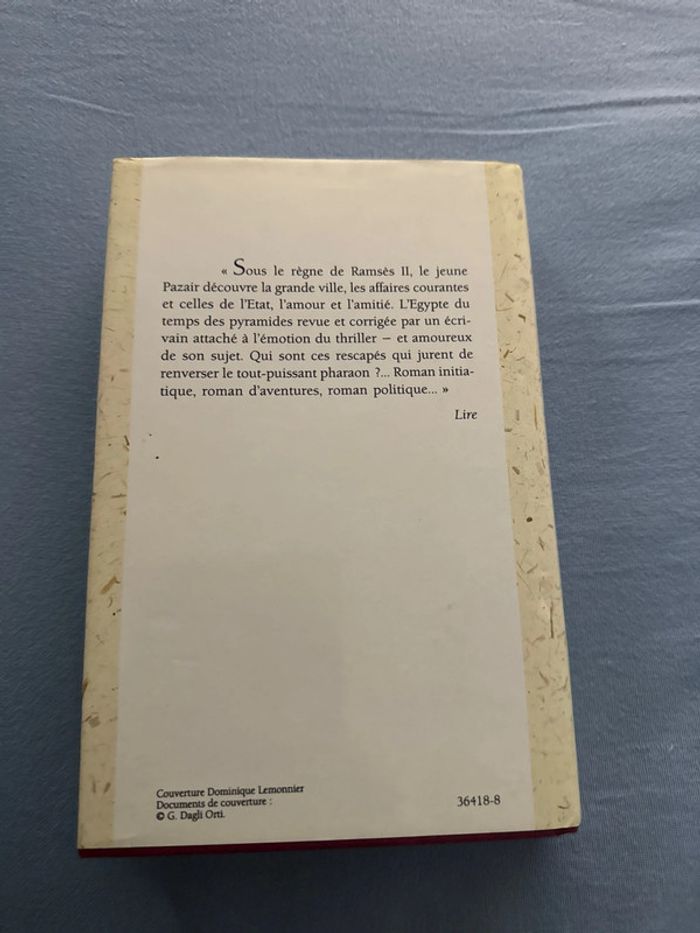 « Sous le règne de Ramsès II, le jeune
Pazair découvre la grande ville, les affaires courantes
et celles de l'Etat, l'amour et l'amitié. L'Egypte du
temps des pyramides revue et corrigée par un écri-
vain attaché à l'émotion du thriller – et amoureux
de son sujet. Qui sont ces rescapés qui jurent de
renverser le tout-puissant pharaon ?... Roman initia-
tique, roman d'aventures, roman politique... »
Lire
Couverture Dominique Lemonnier
Documents de couverture :
© G. Dagli Orti.
36418-8